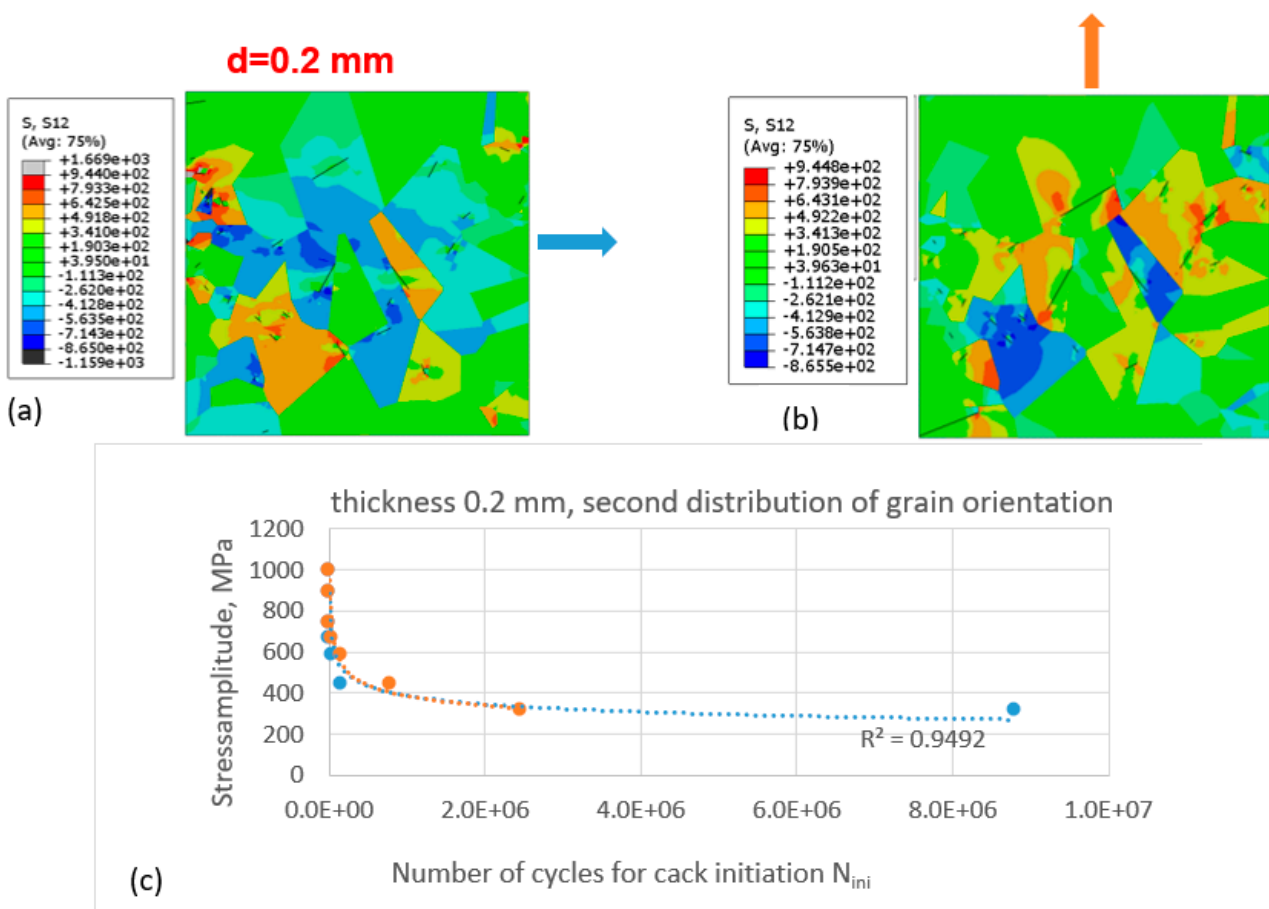 d=0.2 mm
S, S12
(Avg: 75%)
+1.669e+03
+9.440e+02
+7.933e+02
+6.425e+02
+4.918e+02
+3.410e+02
+1.903e+02
+3.950e+01
-1.113e+02
-2.620e+02
-4.128e+02
-5.635e+02
-7.143e+02
-8.650e+02
-1.159e+03
(a)
S, S12
(Avg: 75%)
+9.448e+02
+7.939e+02
+6.431e+02
+4.922e+02
+3.413e+02
+1.905e+02
+3.963e+01
-1.112e+02
-2.621e+02
-4.129e+02
-5.638e+02
-7.147e+02
-8.655e+02
(b)
thickness 0.2 mm, second distribution of grain orientation
Stressamplitude, MPa
1200
1000
800
600
400
200
0
R² = 0.9492
0.0E+00 2.0E+06 4.0E+06 6.0E+06 8.0E+06 1.0E+07
Number of cycles for cack initiation Nini
(c)